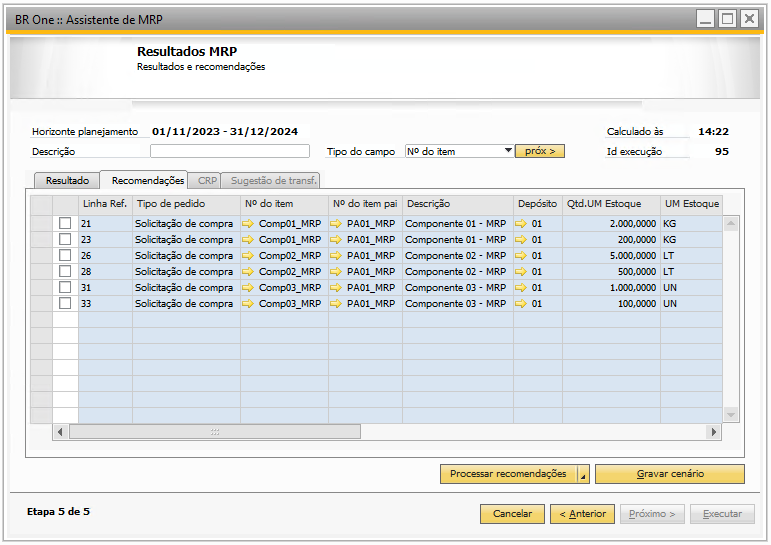 BR One :: Assistente de MRP
Resultados MRP
Resultados e recomendações
Horizonte planejamento 01/11/2023 - 31/12/2024 Calculado às 14:22
Descrição Tipo do campo Nº do item próx > Id execução 95
Resultado Recomendações CRP Sugestão de transf.
Linha Ref. Tipo de pedido Nº do item Nº do item pai Descrição Depósito Qtd.UM Estoque UM Estoque
21 Solicitação de compra Comp01_MRP PA01_MRP Componente 01 - MRP 01 2.000,0000 KG
23 Solicitação de compra Comp01_MRP PA01_MRP Componente 01 - MRP 01 200,0000 KG
26 Solicitação de compra Comp02_MRP PA01_MRP Componente 02 - MRP 01 5.000,0000 LT
28 Solicitação de compra Comp02_MRP PA01_MRP Componente 02 - MRP 01 500,0000 LT
31 Solicitação de compra Comp03_MRP PA01_MRP Componente 03 - MRP 01 1.000,0000 UN
33 Solicitação de compra Comp03_MRP PA01_MRP Componente 03 - MRP 01 100,0000 UN
Processar recomendações Gravar cenário
Etapa 5 de 5 Cancelar < Anterior Próximo > Executar